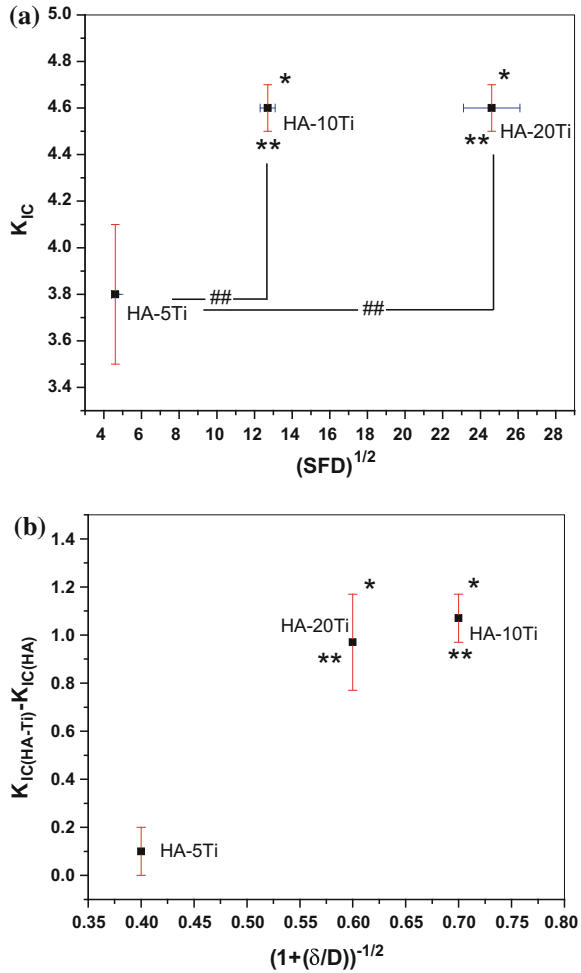 (a)
5.0
4.8
4.6
4.4
4.2
4.0
3.8
3.6
3.4
K_IC
* *
HA-10Ti HA-20Ti
** **
HA-5Ti
## ##
4 6 8 10 12 14 16 18 20 22 24 26 28
(SFD)^1/2
(b)
1.4
1.2
1.0
0.8
0.6
0.4
0.2
0.0
K_IC(HA-Ti)-K_IC(HA)
* *
HA-20Ti HA-10Ti
** **
HA-5Ti
0.35 0.40 0.45 0.50 0.55 0.60 0.65 0.70 0.75 0.80
(1+(δ/D))^-1/2